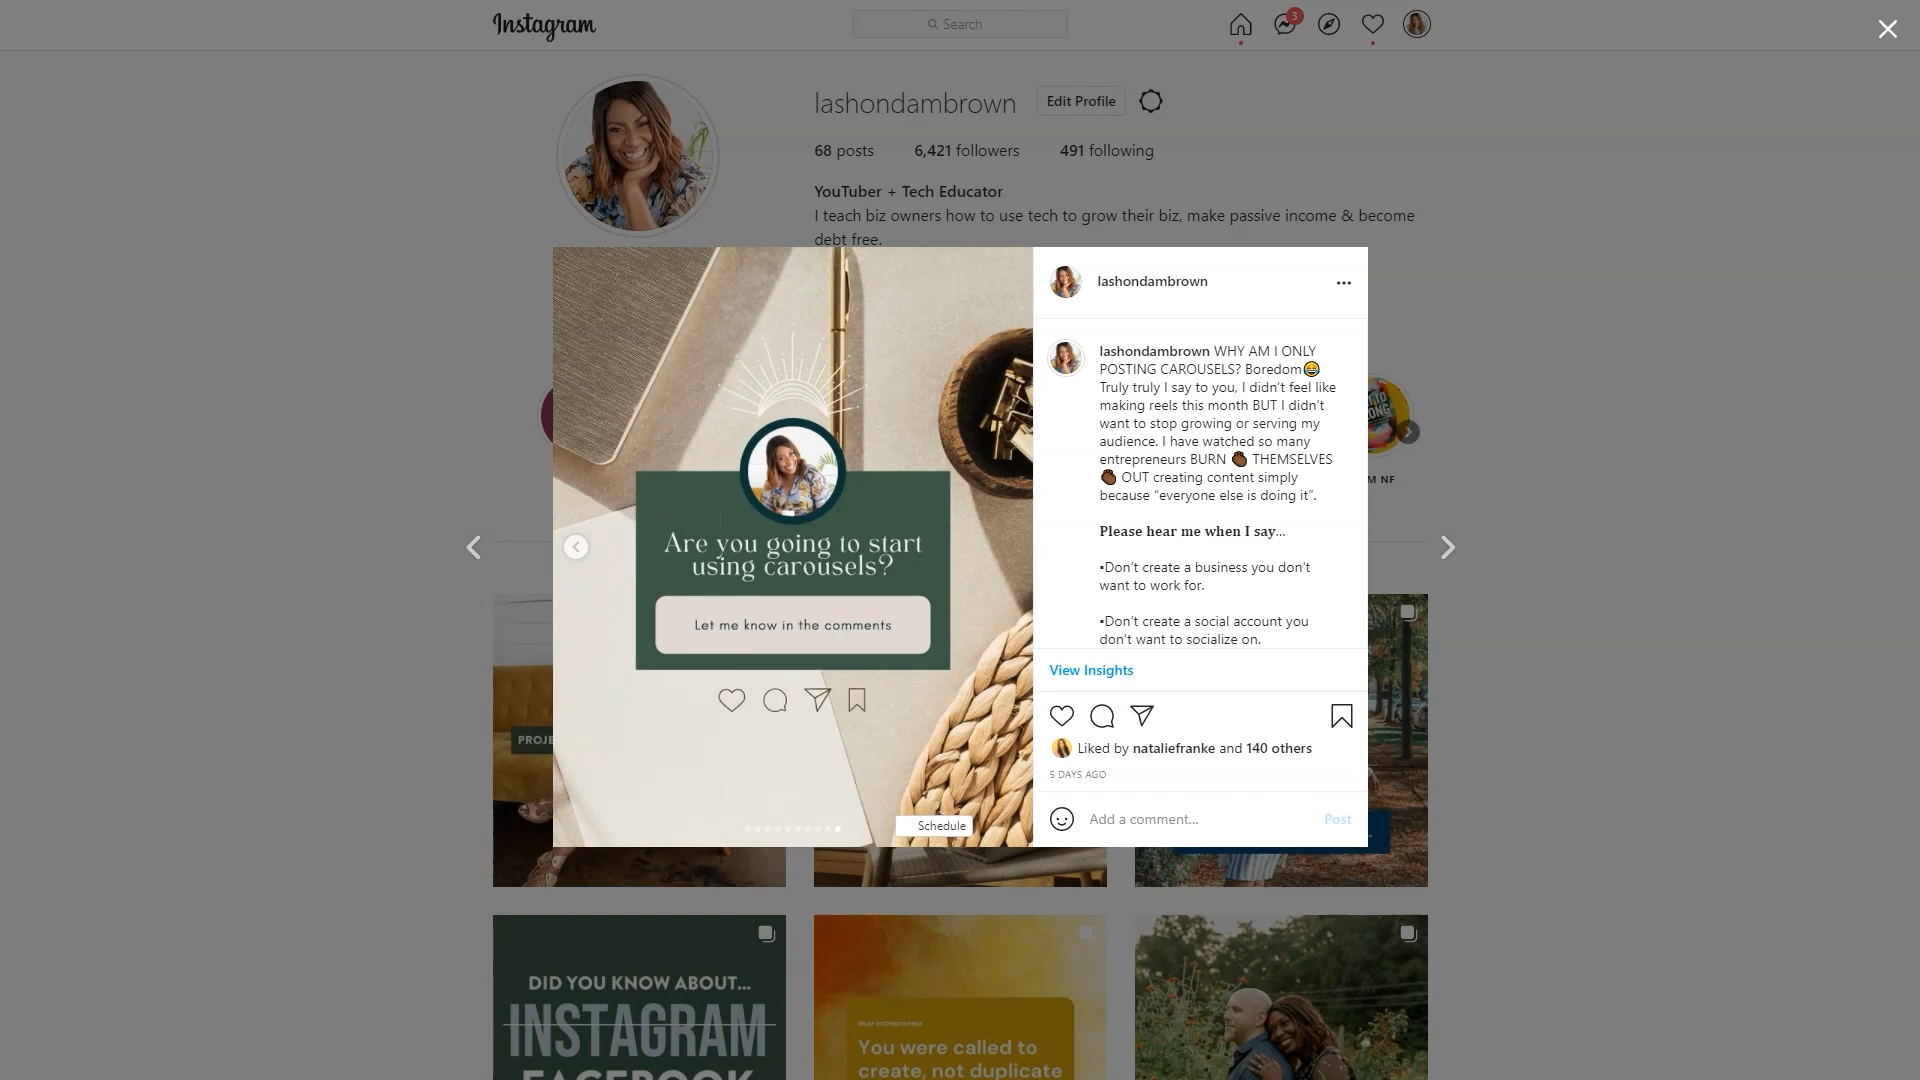 Instagram
Search
3
lashondambrown
Edit Profile
68 posts
6,421 followers
491 following
YouTuber + Tech Educator
I teach biz owners how to use tech to grow their biz, make passive income & become
debt free.
Are you going to start
using carousels?
Let me know in the comments
Schedule
lashondambrown
lashondambrown WHY AM I ONLY
POSTING CAROUSELS? Boredom😂
Truly truly I say to you, I didn't feel like
making reels this month BUT I didn't
want to stop growing or serving my
audience. I have watched so many
entrepreneurs BURN 👏🏾 THEMSELVES
👏🏾 OUT creating content simply
because “everyone else is doing it”.
Please hear me when I say...
▪Don't create a business you don't
want to work for.
▪Don't create a social account you
don't want to socialize on.
View Insights
Liked by nataliefranke and 140 others
5 DAYS AGO
Add a comment...
Post
M NF
PROJE
DID YOU KNOW ABOUT...
INSTAGRAM
FACEBOOK
dear entrepreneur
You were called to
create, not duplicate